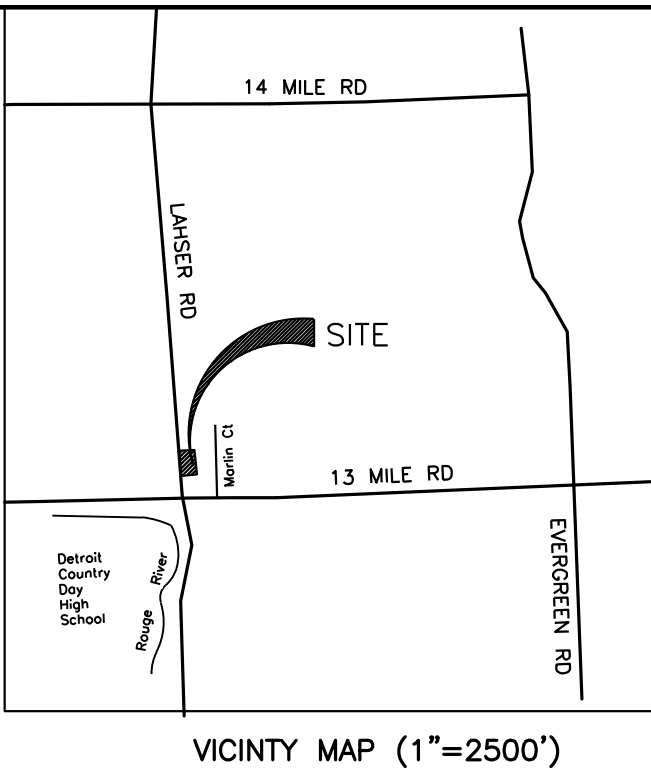 14 MILE RD
LAHSER RD
SITE
Marlin Ct
13 MILE RD
Detroit
Country
Day
High
School
Rouge River
EVERGREEN RD
VICINTY MAP (1"=2500')